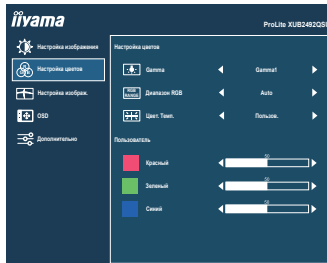 iiyama
ProLite XUB2492QSU
Настройка изображения
Настройка цветов
Настройка изображ.
OSD
Дополнительно
Настройка цветов
Gamma
Gamma1
RGB RANGE
Диапазон RGB
Auto
Цвет. Темп.
Пользов.
Пользователь
Красный
50
Зеленый
50
Синий
50